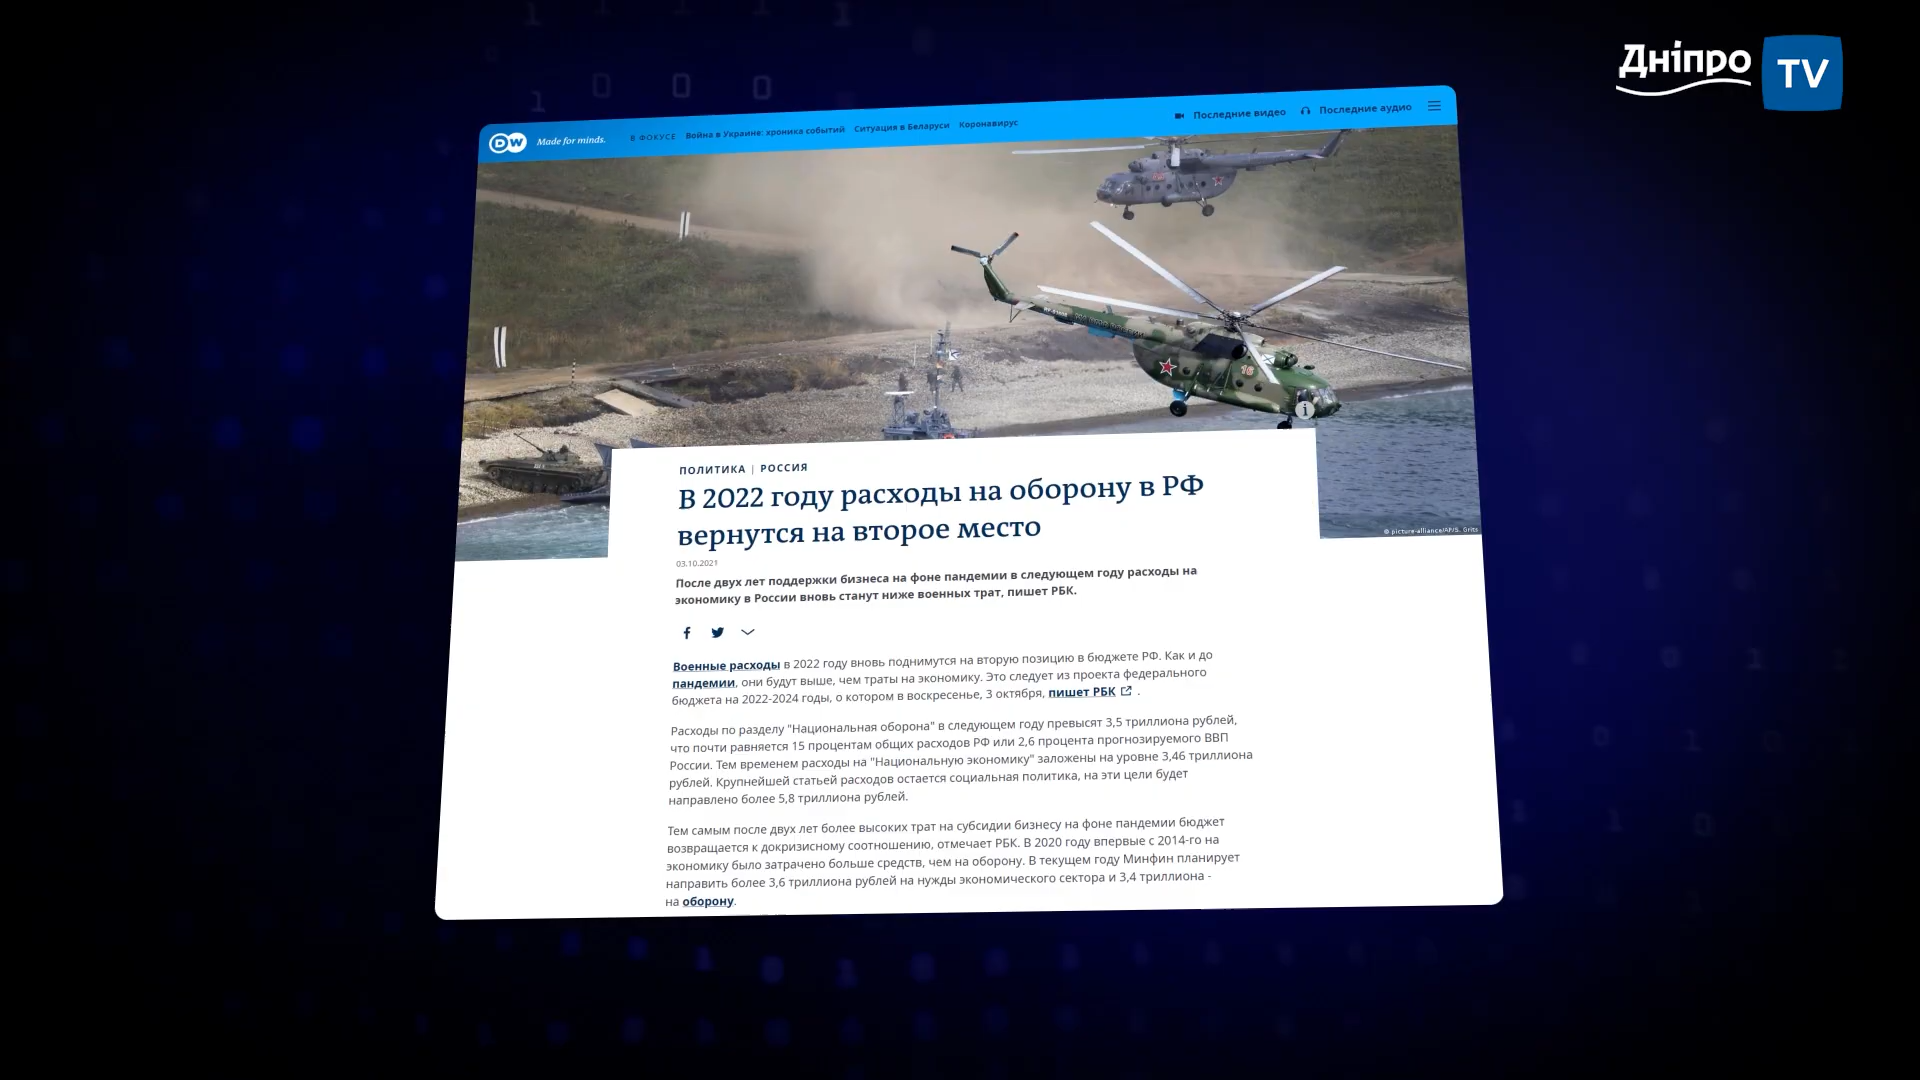 Дніпро TV
DW Made for minds. В ФОКУСЕ Война в Украине: хроника событий Ситуация в Беларуси Коронавирус Последние видео Последние аудио
16
© picture-alliance/AP/S. Grits
ПОЛИТИКА | РОССИЯ
В 2022 году расходы на оборону в РФ
вернутся на второе место
03.10.2021
После двух лет поддержки бизнеса на фоне пандемии в следующем году расходы на
экономику в России вновь станут ниже военных трат, пишет РБК.
Военные расходы в 2022 году вновь поднимутся на вторую позицию в бюджете РФ. Как и до
пандемии, они будут выше, чем траты на экономику. Это следует из проекта федерального
бюджета на 2022-2024 годы, о котором в воскресенье, 3 октября, пишет РБК .
Расходы по разделу "Национальная оборона" в следующем году превысят 3,5 триллиона рублей,
что почти равняется 15 процентам общих расходов РФ или 2,6 процента прогнозируемого ВВП
России. Тем временем расходы на "Национальную экономику" заложены на уровне 3,46 триллиона
рублей. Крупнейшей статьей расходов остается социальная политика, на эти цели будет
направлено более 5,8 триллиона рублей.
Тем самым после двух лет более высоких трат на субсидии бизнесу на фоне пандемии бюджет
возвращается к докризисному соотношению, отмечает РБК. В 2020 году впервые с 2014-го на
экономику было затрачено больше средств, чем на оборону. В текущем году Минфин планирует
направить более 3,6 триллиона рублей на нужды экономического сектора и 3,4 триллиона -
на оборону.